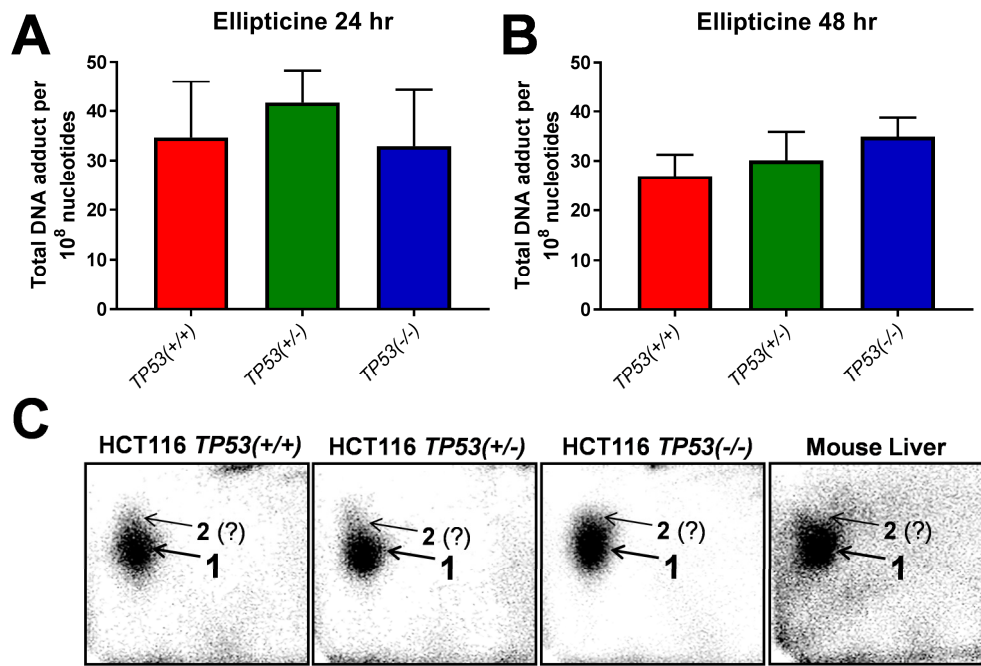 A
Ellipticine 24 hr
Total DNA adduct per
10⁸ nucleotides
50
40
30
20
10
0
TP53(+/+)
TP53(+/-)
TP53(-/-)
B
Ellipticine 48 hr
Total DNA adduct per
10⁸ nucleotides
50
40
30
20
10
0
TP53(+/+)
TP53(+/-)
TP53(-/-)
C
HCT116 TP53(+/+)
2 (?)
1
HCT116 TP53(+/-)
2 (?)
1
HCT116 TP53(-/-)
2 (?)
1
Mouse Liver
2 (?)
1